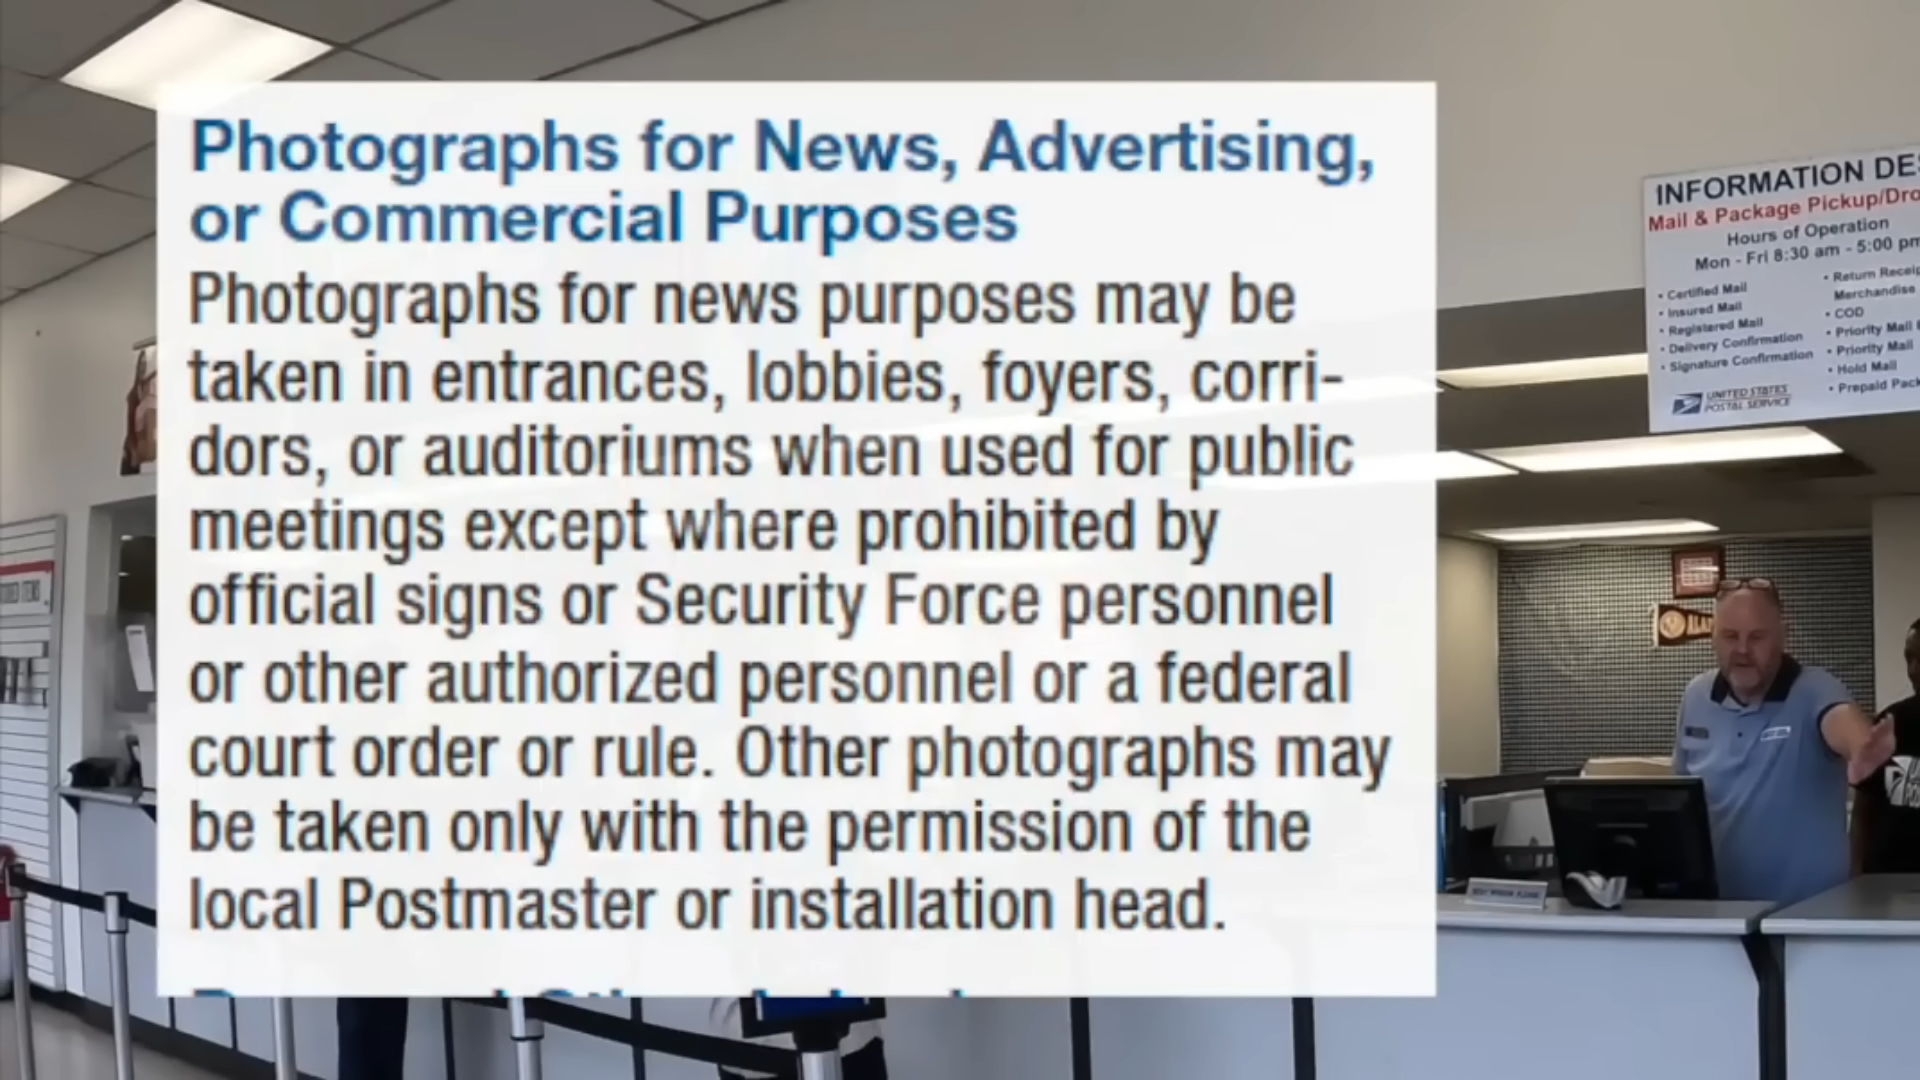 Photographs for News, Advertising,
or Commercial Purposes
Photographs for news purposes may be
taken in entrances, lobbies, foyers, corri-
dors, or auditoriums when used for public
meetings except where prohibited by
official signs or Security Force personnel
or other authorized personnel or a federal
court order or rule. Other photographs may
be taken only with the permission of the
local Postmaster or installation head.
INFORMATION DES
Mail & Package Pickup/Dro
Hours of Operation
Mon - Fri 8:30 am - 5:00 pm
• Certified Mail
• Insured Mail
• Registered Mail
• Delivery Confirmation
• Signature Confirmation
• Return Receip
Merchandise
• COD
• Priority Mail
• Priority Mail
• Hold Mail
• Prepaid Pack
UNITED STATES
POSTAL SERVICE